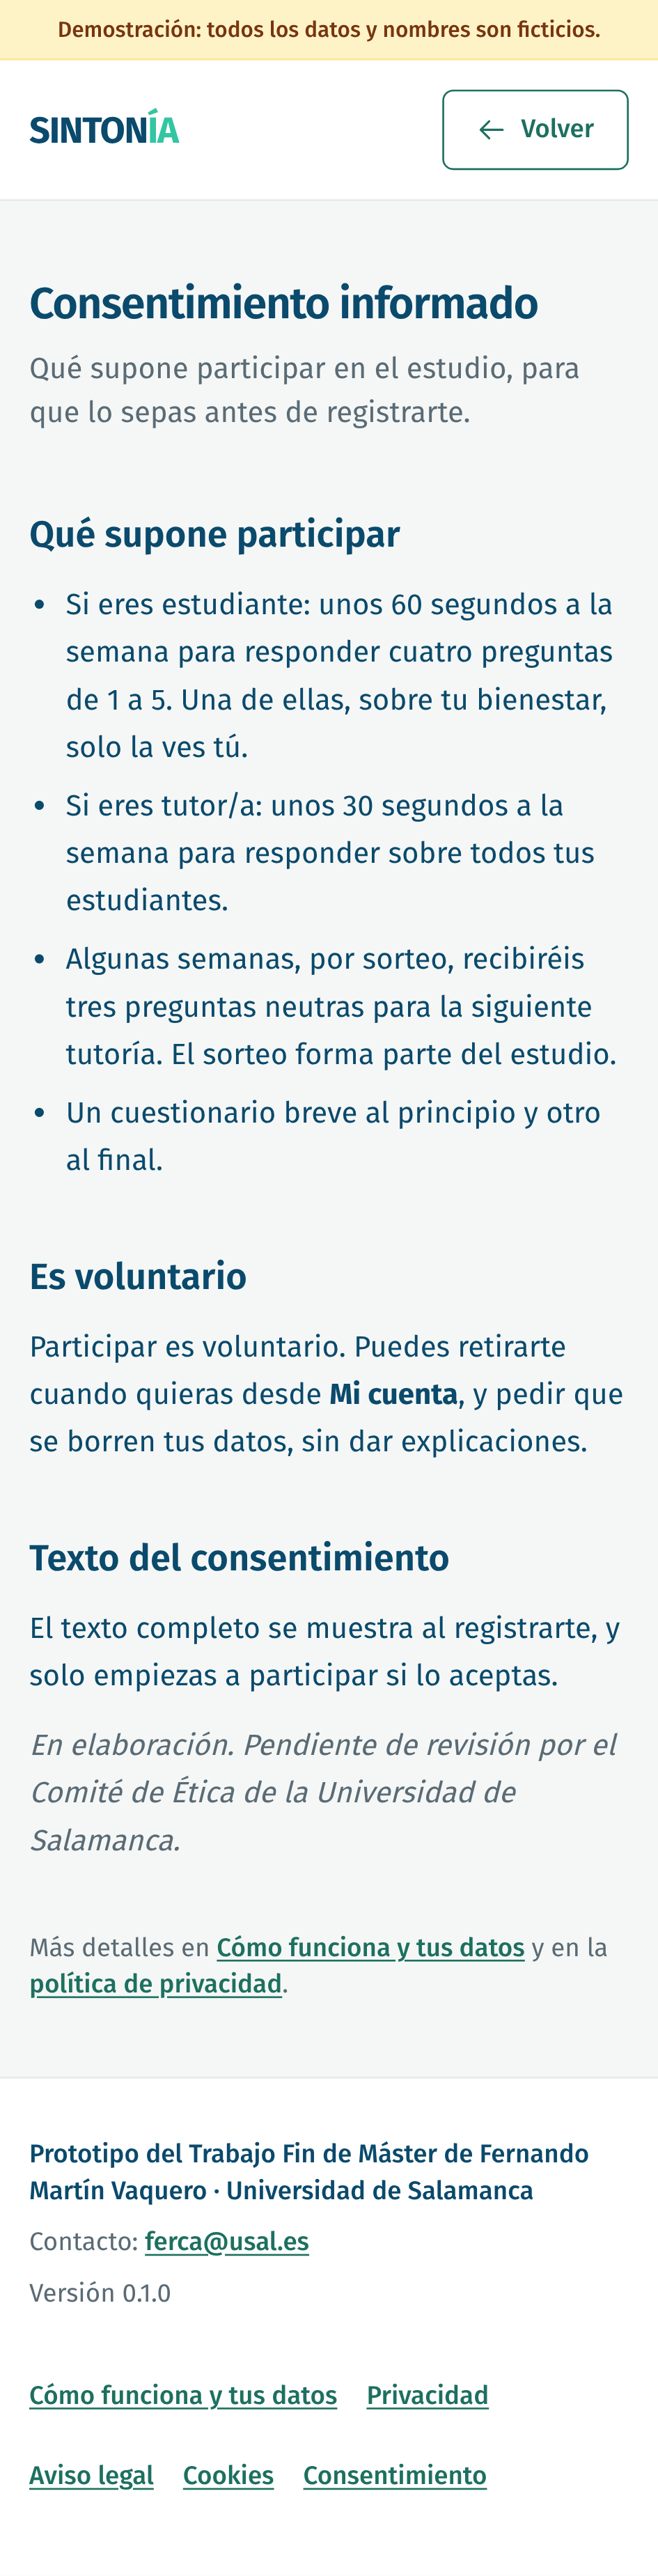 Demostración: todos los datos y nombres son ficticios.
SINTONÍA
Volver
Consentimiento informado
Qué supone participar en el estudio, para
que lo sepas antes de registrarte.
Qué supone participar
• Si eres estudiante: unos 60 segundos a la
semana para responder cuatro preguntas
de 1 a 5. Una de ellas, sobre tu bienestar,
solo la ves tú.
• Si eres tutor/a: unos 30 segundos a la
semana para responder sobre todos tus
estudiantes.
• Algunas semanas, por sorteo, recibiréis
tres preguntas neutras para la siguiente
tutoría. El sorteo forma parte del estudio.
• Un cuestionario breve al principio y otro
al final.
Es voluntario
Participar es voluntario. Puedes retirarte
cuando quieras desde Mi cuenta, y pedir que
se borren tus datos, sin dar explicaciones.
Texto del consentimiento
El texto completo se muestra al registrarte, y
solo empiezas a participar si lo aceptas.
En elaboración. Pendiente de revisión por el
Comité de Ética de la Universidad de
Salamanca.
Más detalles en Cómo funciona y tus datos y en la
política de privacidad.
Prototipo del Trabajo Fin de Máster de Fernando
Martín Vaquero · Universidad de Salamanca
Contacto: ferca@usal.es
Versión 0.1.0
Cómo funciona y tus datos Privacidad
Aviso legal Cookies Consentimiento